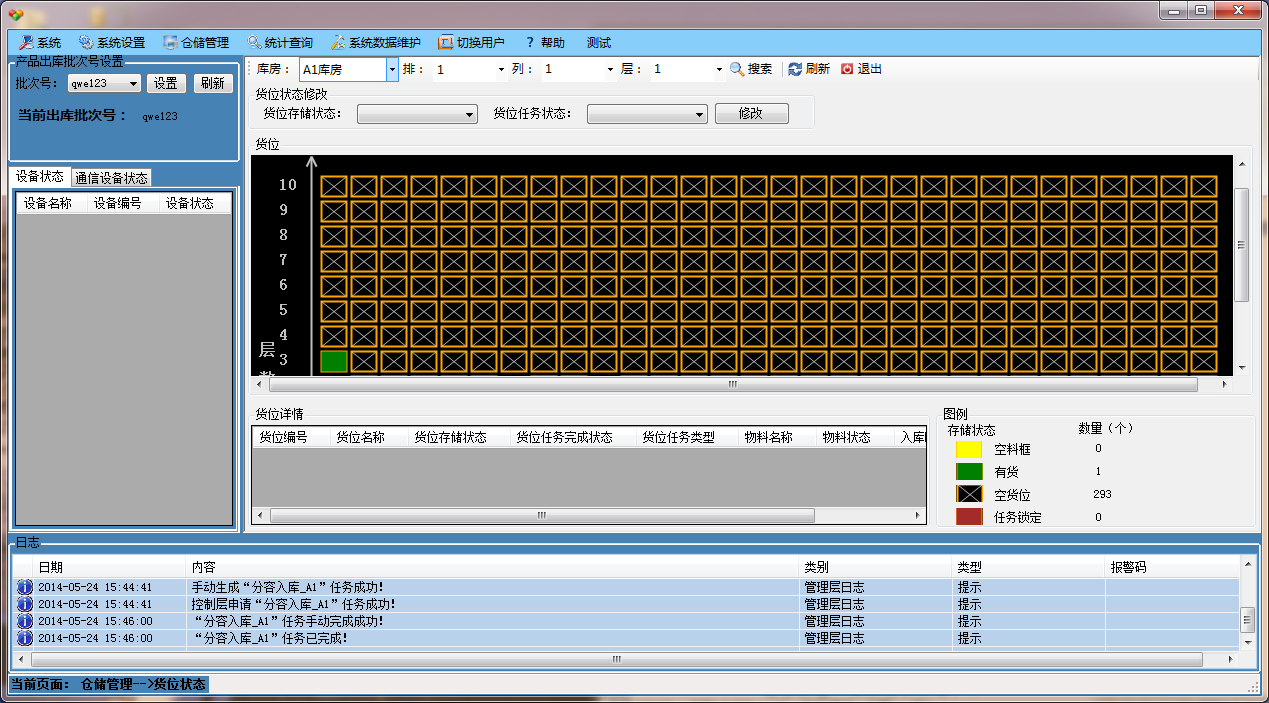 系统 系统设置 仓储管理 统计查询 系统数据维护 切换用户 ? 帮助 测试
产品出库批次号设置
批次号： qwe123 设置 刷新
当前出库批次号： qwe123
设备状态 通信设备状态
设备名称 设备编号 设备状态
库房： A1库房 排： 1 列： 1 层： 1 搜索 刷新 退出
货位状态修改
货位存储状态： 货位任务状态： 修改
货位
10
9
8
7
6
5
4
层 3
货位详情
货位编号 货位名称 货位存储状态 货位任务完成状态 货位任务类型 物料名称 物料状态 入库
图例
存储状态 数量（个）
空料框 0
有货 1
空货位 293
任务锁定 0
日志
日期 内容 类别 类型 报警码
2014-05-24 15:44:41 手动生成“分容入库_A1”任务成功! 管理层日志 提示
2014-05-24 15:44:41 控制层申请“分容入库_A1”任务成功! 管理层日志 提示
2014-05-24 15:46:00 “分容入库_A1”任务手动完成成功! 管理层日志 提示
2014-05-24 15:46:00 “分容入库_A1”任务已完成! 管理层日志 提示
当前页面： 仓储管理-->货位状态